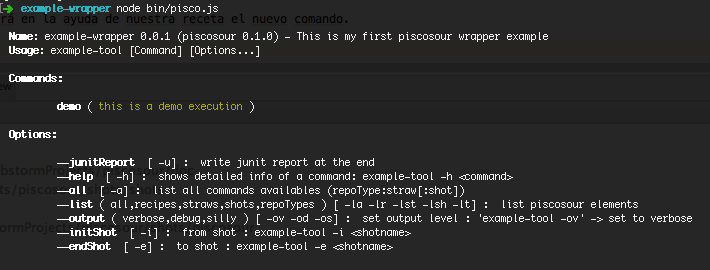 → example-wrapper node bin/pisco.js
rá en la ayuda de nuestra receta el nuevo comando.
Name: example-wrapper 0.0.1 (piscosour 0.1.0) - This is my first piscosour wrapper example
Usage: example-tool [Command] [Options...]
Commands:
demo ( this is a demo execution )
Options:
--junitReport [ -u] : write junit report at the end
--help [ -h] : shows detailed info of a command: example-tool -h <command>
--all [ -a] : list all commands availables (repoType:straw[:shot])
--list ( all,recipes,straws,shots,repoTypes ) [ -la -lr -lst -lsh -lt] : list piscosour elements
--output ( verbose,debug,silly ) [ -ov -od -os] : set output level : 'example-tool -ov' -> set to verbose
--initShot [ -i] : from shot : example-tool -i <shotname>
--endShot [ -e] : to shot : example-tool -e <shotname>